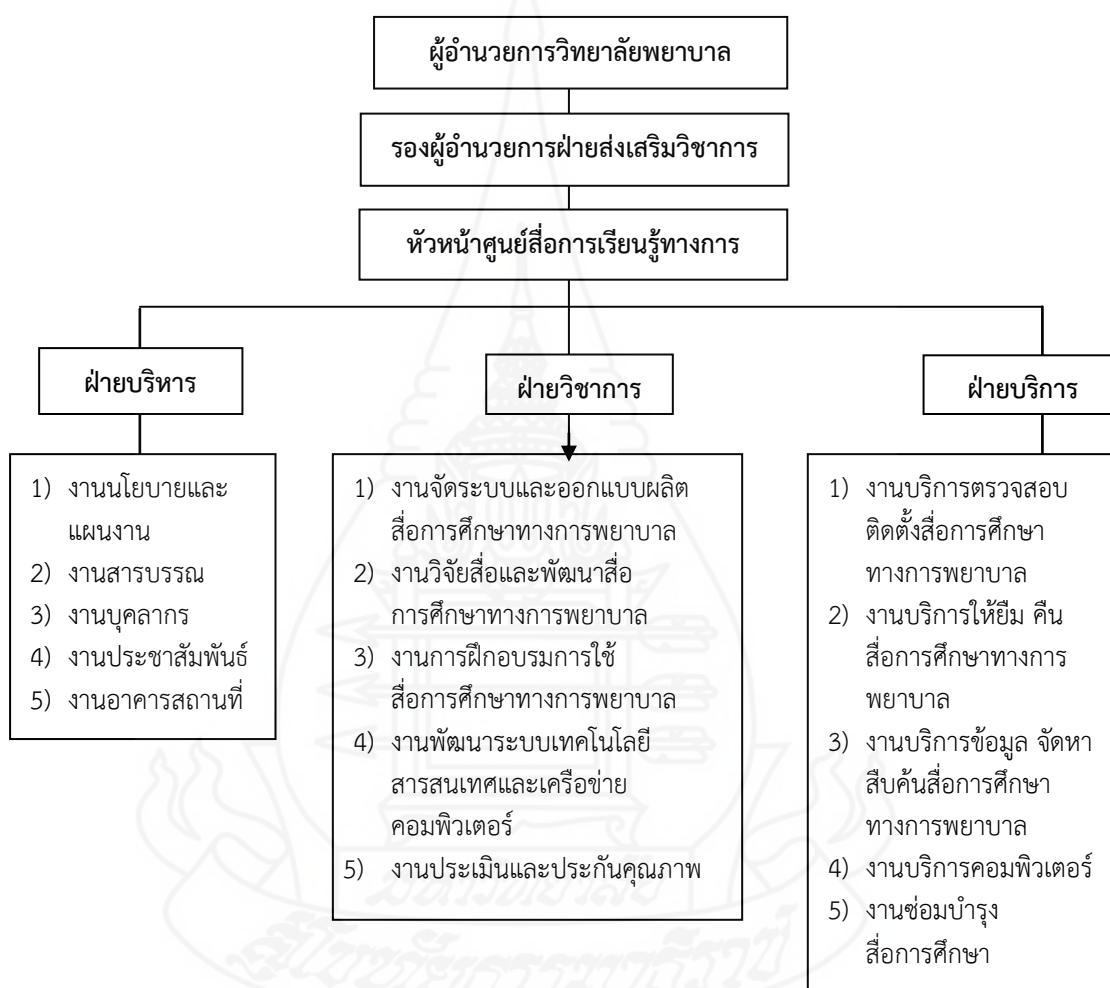 ผู้อำนวยการวิทยาลัยพยาบาล
รองผู้อำนวยการฝ่ายส่งเสริมวิชาการ
หัวหน้าศูนย์สื่อการเรียนรู้ทางการ
ฝ่ายบริหาร
1) งานนโยบายและ
แผนงาน
2) งานสารบรรณ
3) งานบุคลากร
4) งานประชาสัมพันธ์
5) งานอาคารสถานที่
ฝ่ายวิชาการ
1) งานจัดระบบและออกแบบผลิต
สื่อการศึกษาทางการพยาบาล
2) งานวิจัยสื่อและพัฒนาสื่อ
การศึกษาทางการพยาบาล
3) งานการฝึกอบรมการใช้
สื่อการศึกษาทางการพยาบาล
4) งานพัฒนาระบบเทคโนโลยี
สารสนเทศและเครือข่าย
คอมพิวเตอร์
5) งานประเมินและประกันคุณภาพ
ฝ่ายบริการ
1) งานบริการตรวจสอบ
ติดตั้งสื่อการศึกษา
ทางการพยาบาล
2) งานบริการให้ยืม คืน
สื่อการศึกษาทางการ
พยาบาล
3) งานบริการข้อมูล จัดหา
สืบค้นสื่อการศึกษา
ทางการพยาบาล
4) งานบริการคอมพิวเตอร์
5) งานซ่อมบำรุง
สื่อการศึกษา